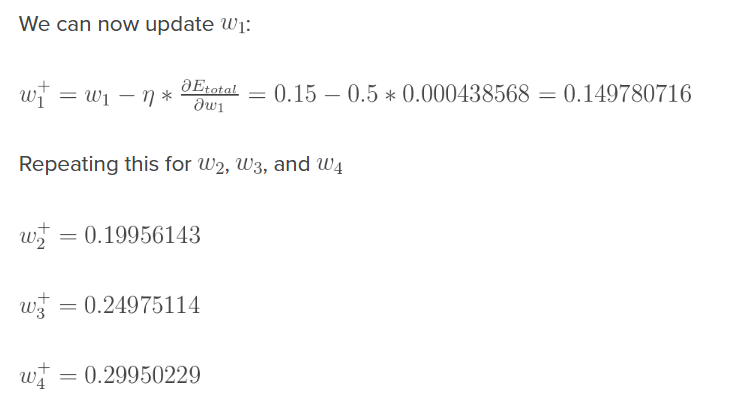 We can now update w₁:
w₁⁺ = w₁ − η * ∂E_total/∂w₁ = 0.15 − 0.5 * 0.000438568 = 0.149780716
Repeating this for w₂, w₃, and w₄
w₂⁺ = 0.19956143
w₃⁺ = 0.24975114
w₄⁺ = 0.29950229